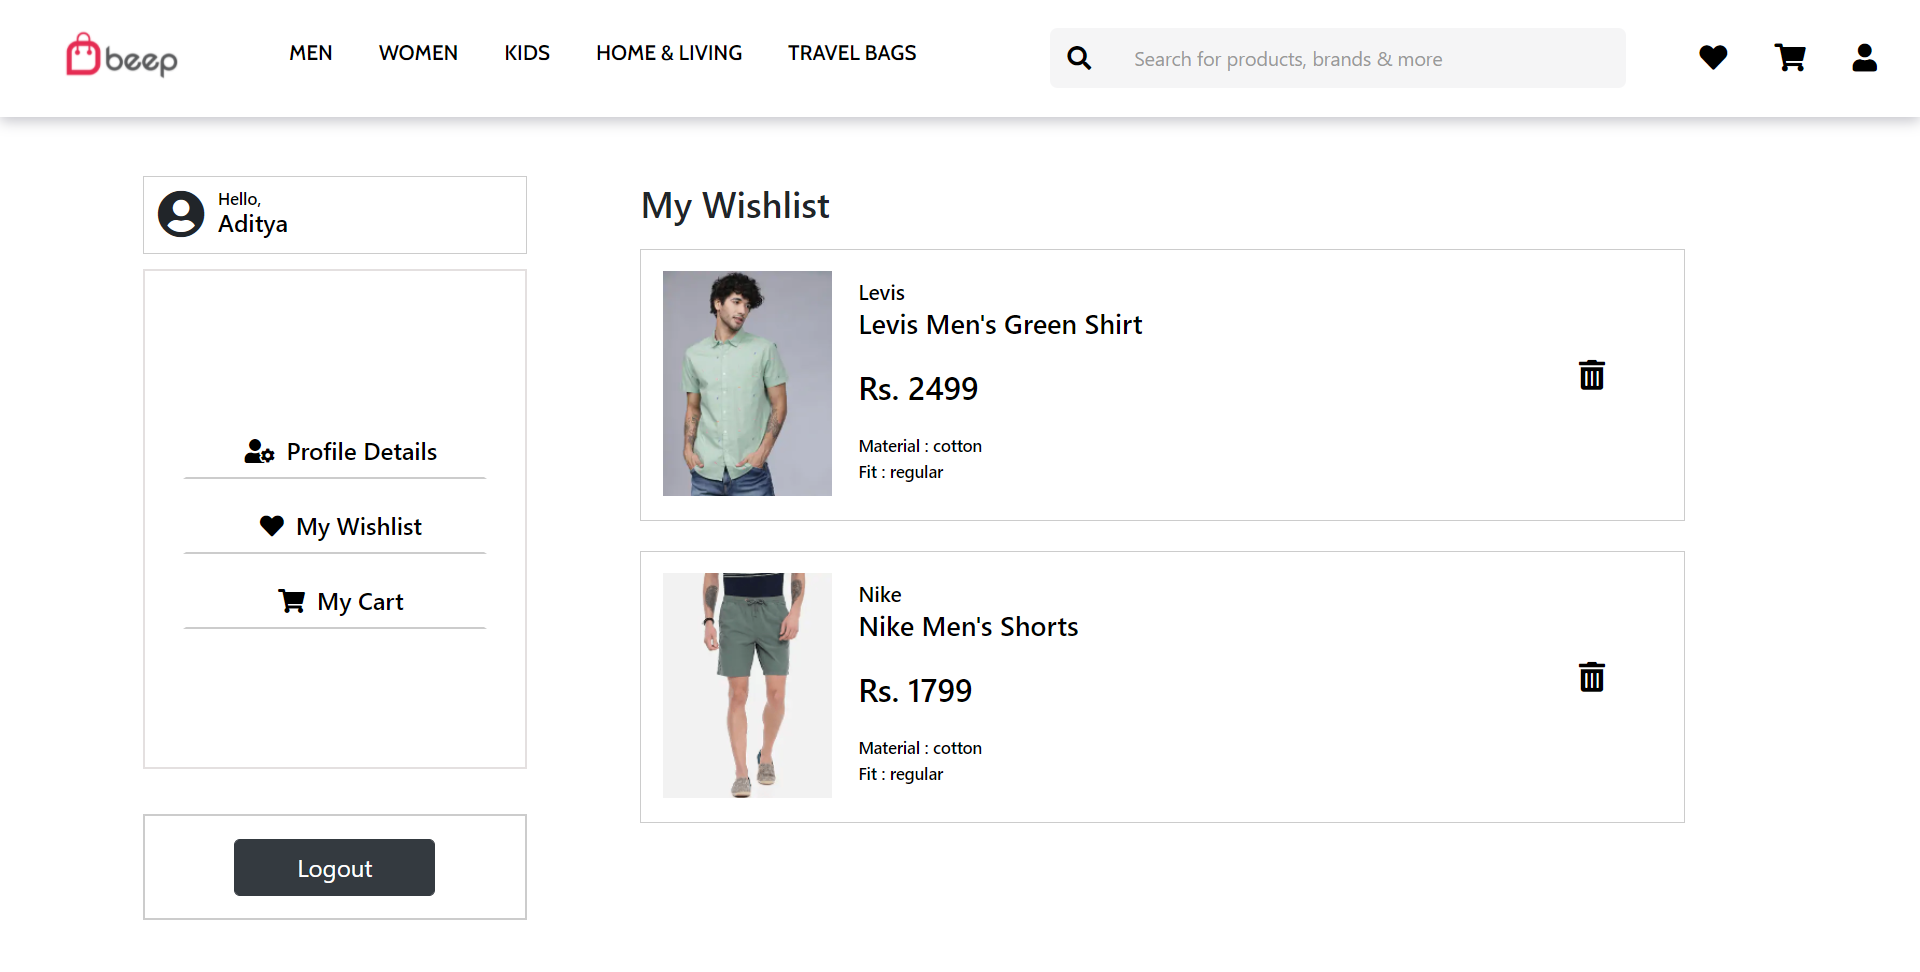 beep
MEN WOMEN KIDS HOME & LIVING TRAVEL BAGS
Search for products, brands & more
Hello,
Aditya
Profile Details
My Wishlist
My Cart
Logout
My Wishlist
Levis
Levis Men's Green Shirt
Rs. 2499
Material : cotton
Fit : regular
Nike
Nike Men's Shorts
Rs. 1799
Material : cotton
Fit : regular